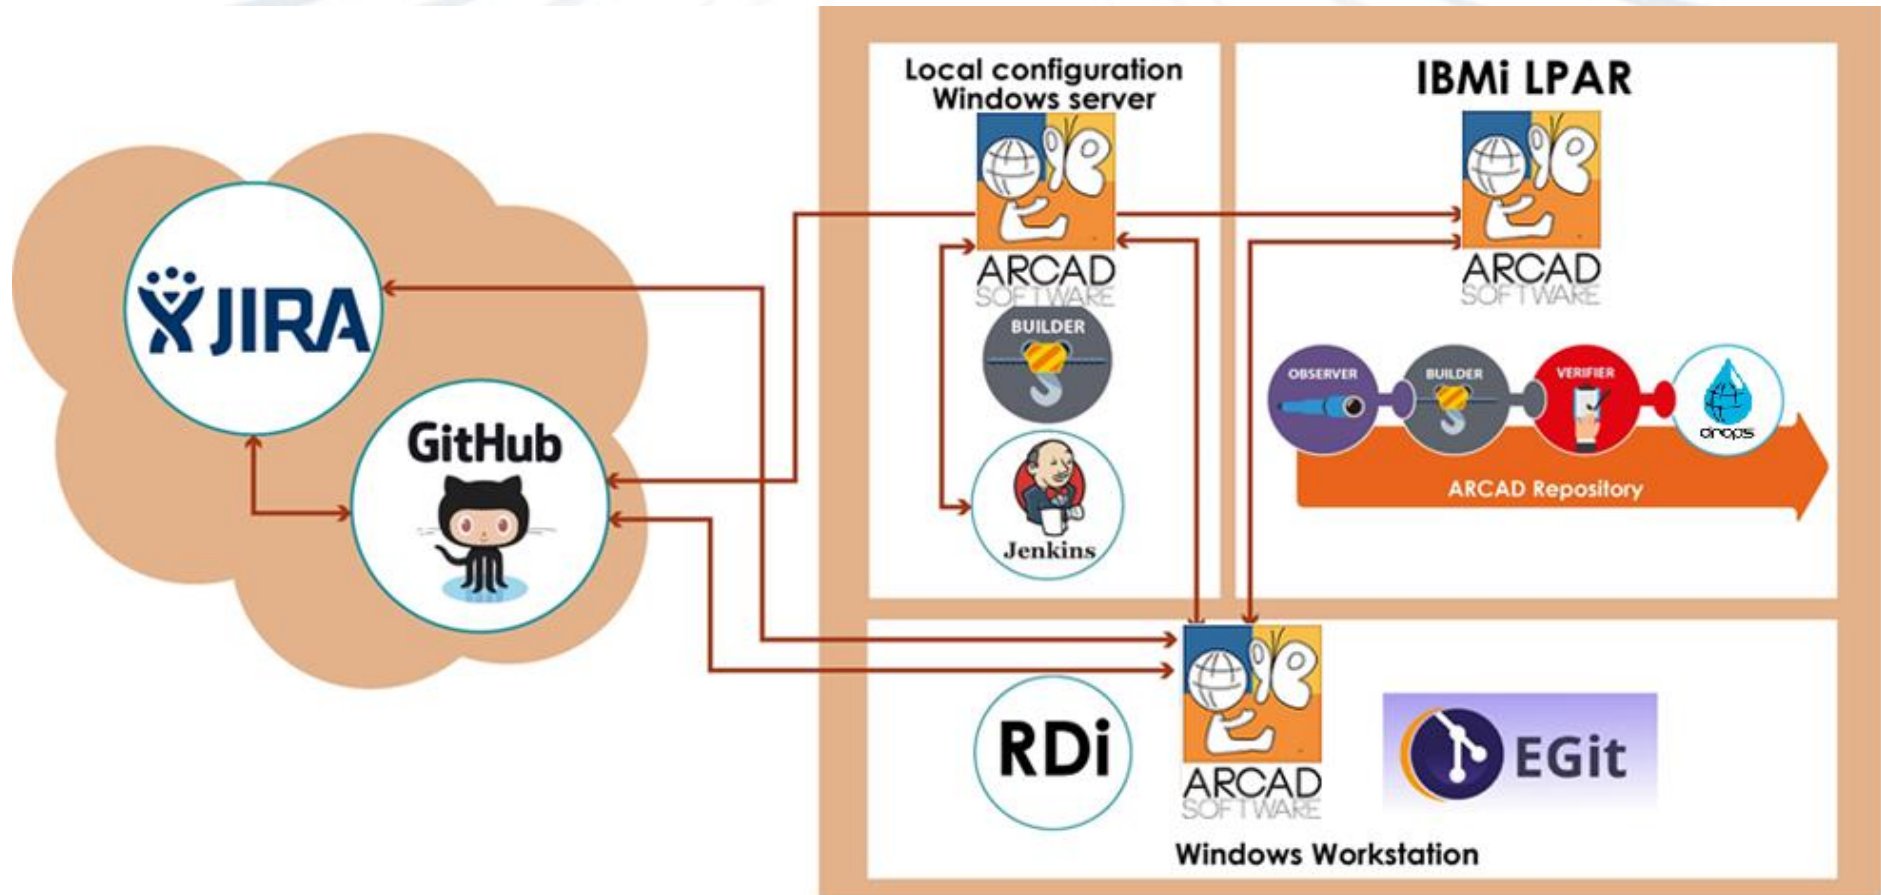 Local configuration
Windows server
IBMi LPAR
ARCAD
SOFTWARE
ARCAD
SOFTWARE
JIRA
BUILDER
OBSERVER
BUILDER
VERIFIER
drops
GitHub
ARCAD Repository
Jenkins
RDi
EGit
ARCAD
SOFTWARE
Windows Workstation